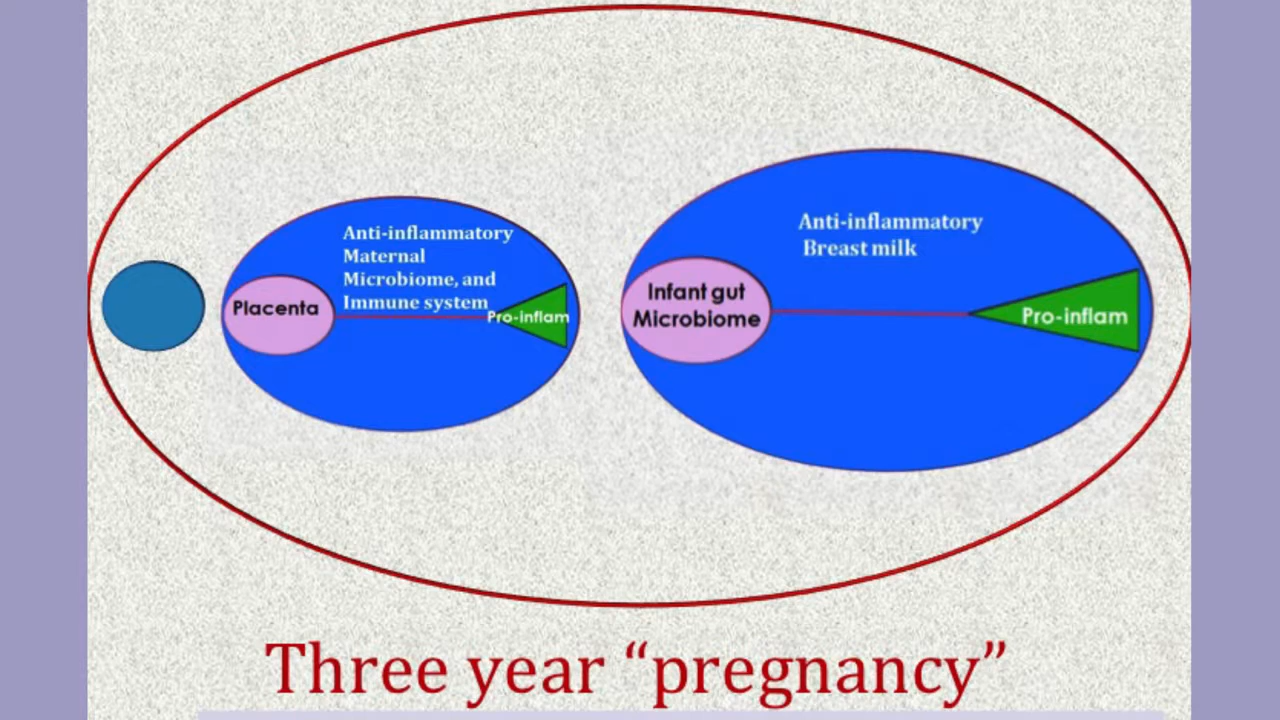 Anti-inflammatory
Maternal
Microbiome, and
Immune system
Placenta
Pro-inflam
Anti-inflammatory
Breast milk
Infant gut
Microbiome
Pro-inflam
Three year “pregnancy”